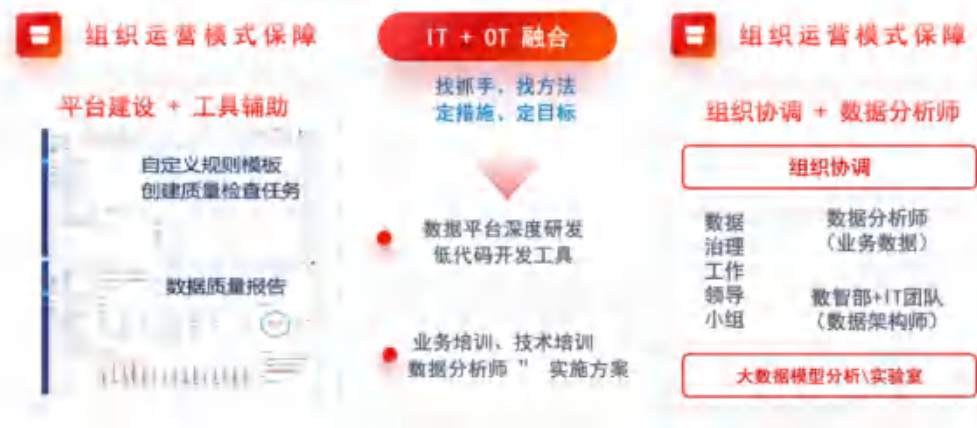 组织运营模式保障
平台建设 + 工具辅助
自定义规则模板
创建质量检查任务
数据质量报告
IT + OT 融合
找抓手、找方法
定措施、定目标
数据平台深度研发
低代码开发工具
业务培训、技术培训
数据分析师 ” 实施方案
组织运营模式保障
组织协调 + 数据分析师
组织协调
数据
治理
工作
领导
小组
数据分析师
（业务数据）
数智部+IT团队
（数据架构师）
大数据模型分析\实验室